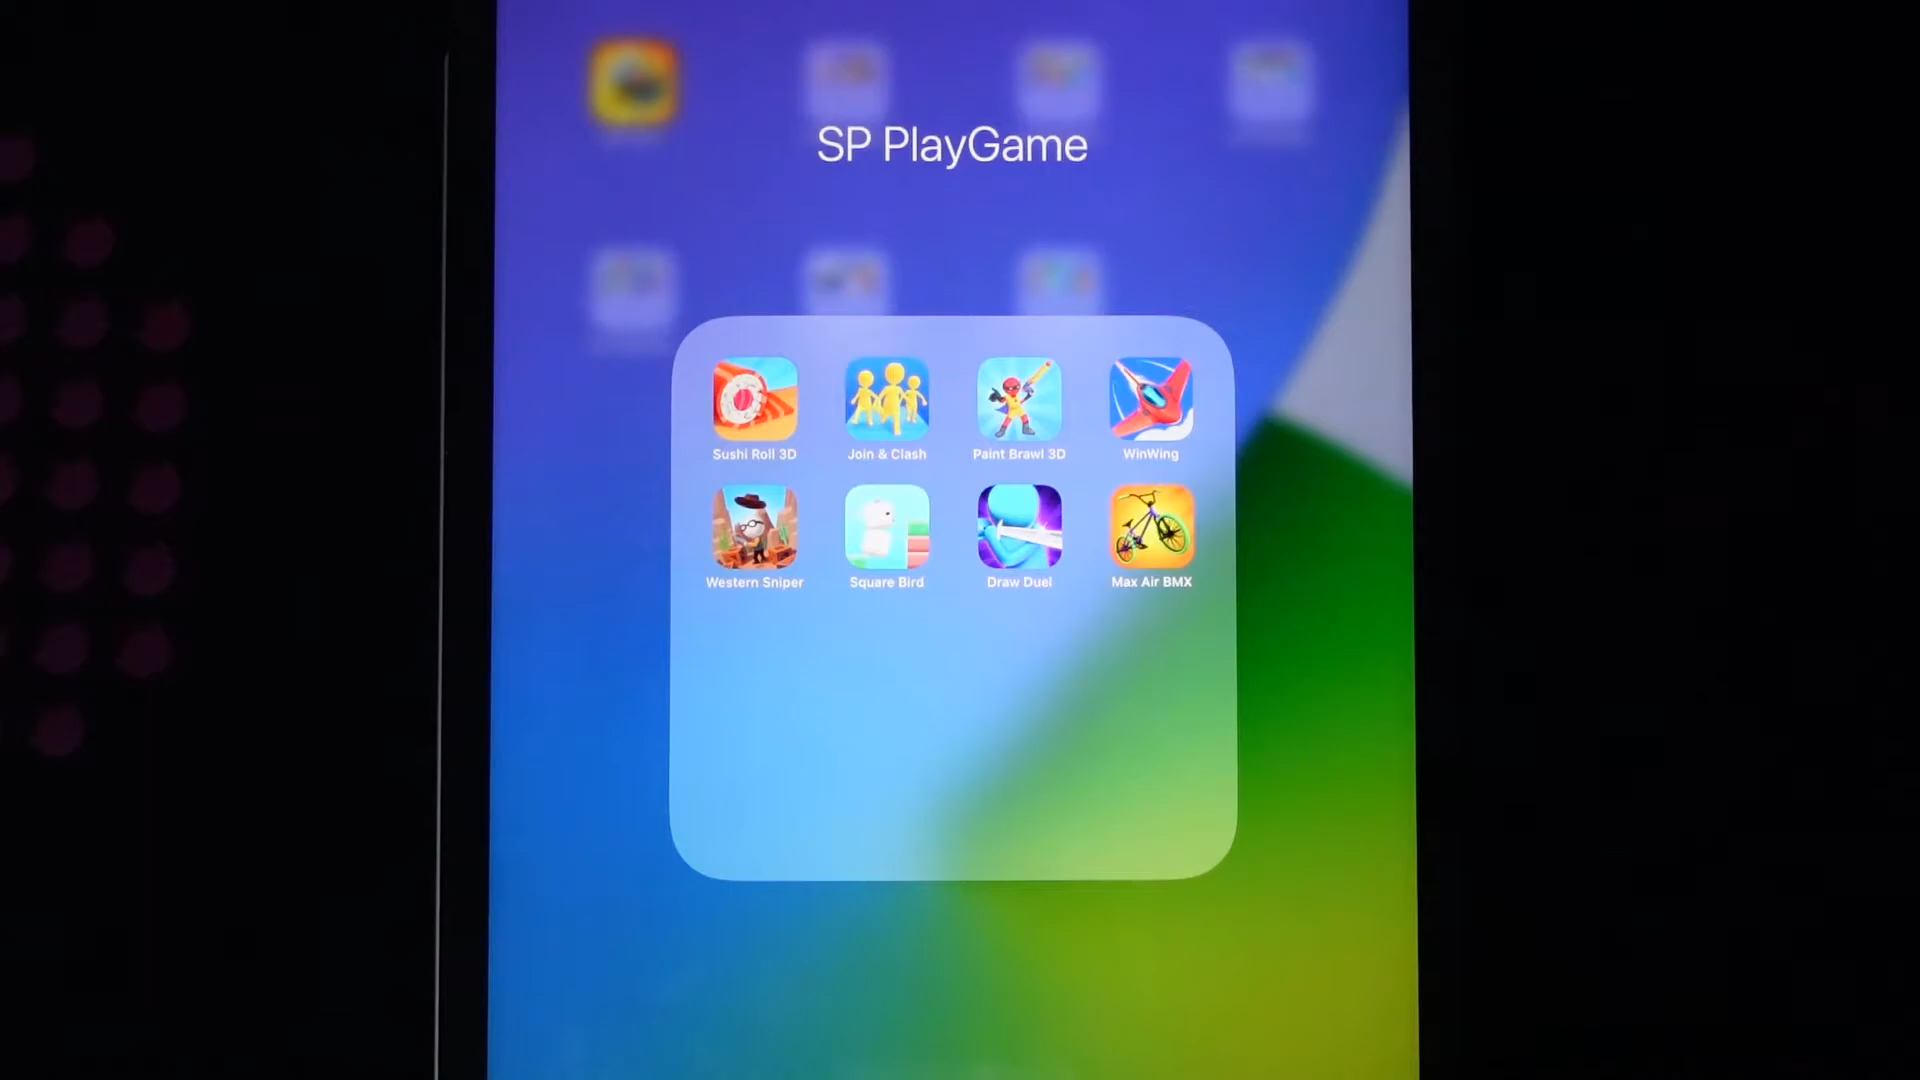 SP PlayGame
Sushi Roll 3D
Join & Clash
Paint Brawl 3D
WinWing
Western Sniper
Square Bird
Draw Duel
Max Air BMX